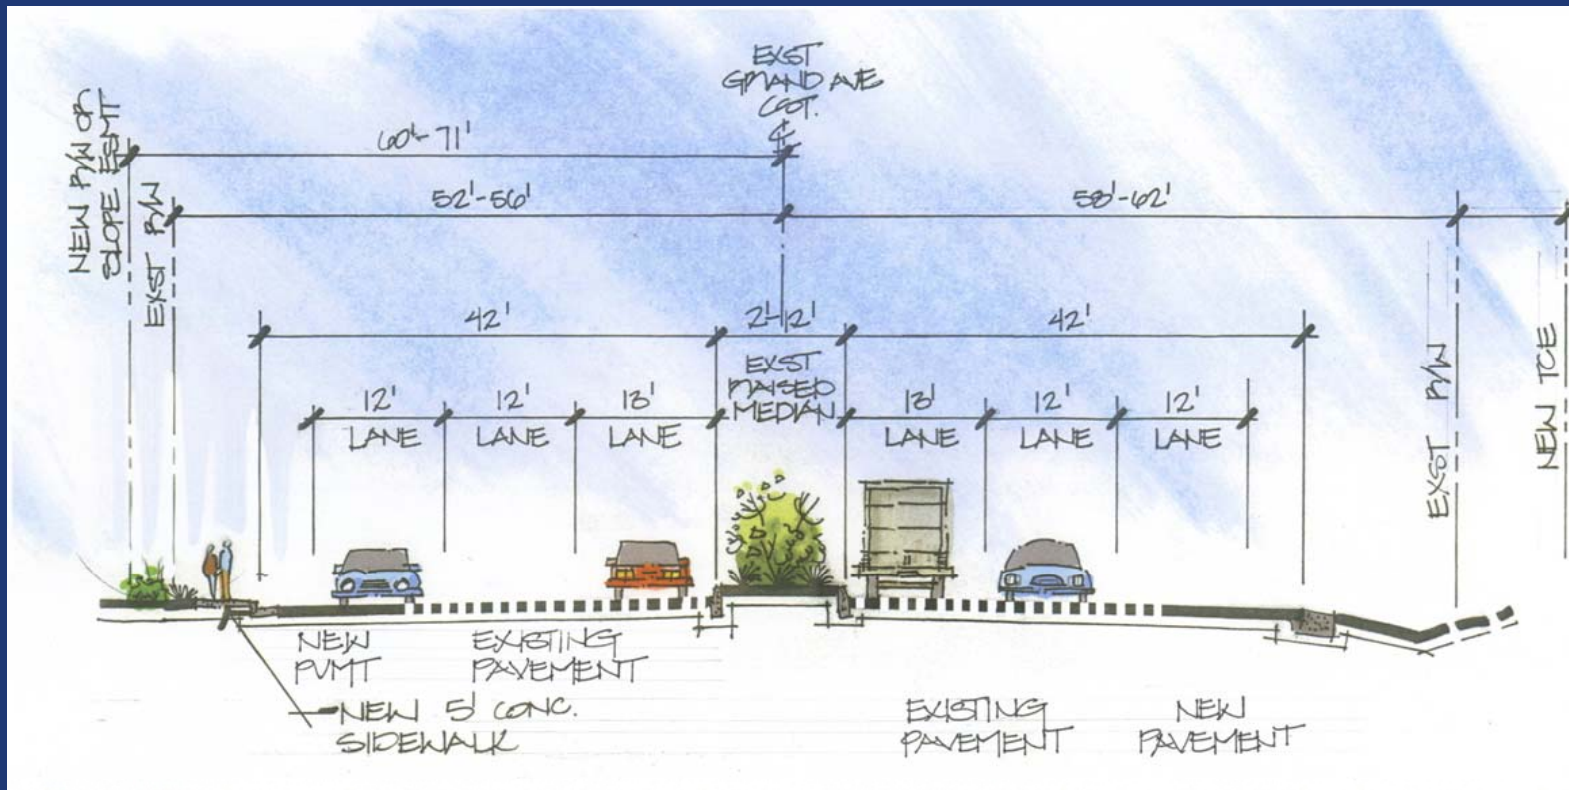 EXST
GRAND AVE
CST.
℄
NEW R/W OR
SLOPE ESMT
60'-71'
EXST R/W
52'-56'
58'-62'
42'
2'-12'
42'
EXST
RAISED
MEDIAN
12'
LANE
12'
LANE
13'
LANE
13'
LANE
12'
LANE
12'
LANE
EXST R/W
NEW TCE
NEW
PVMT
EXISTING
PAVEMENT
NEW 5' CONC.
SIDEWALK
EXISTING
PAVEMENT
NEW
PAVEMENT